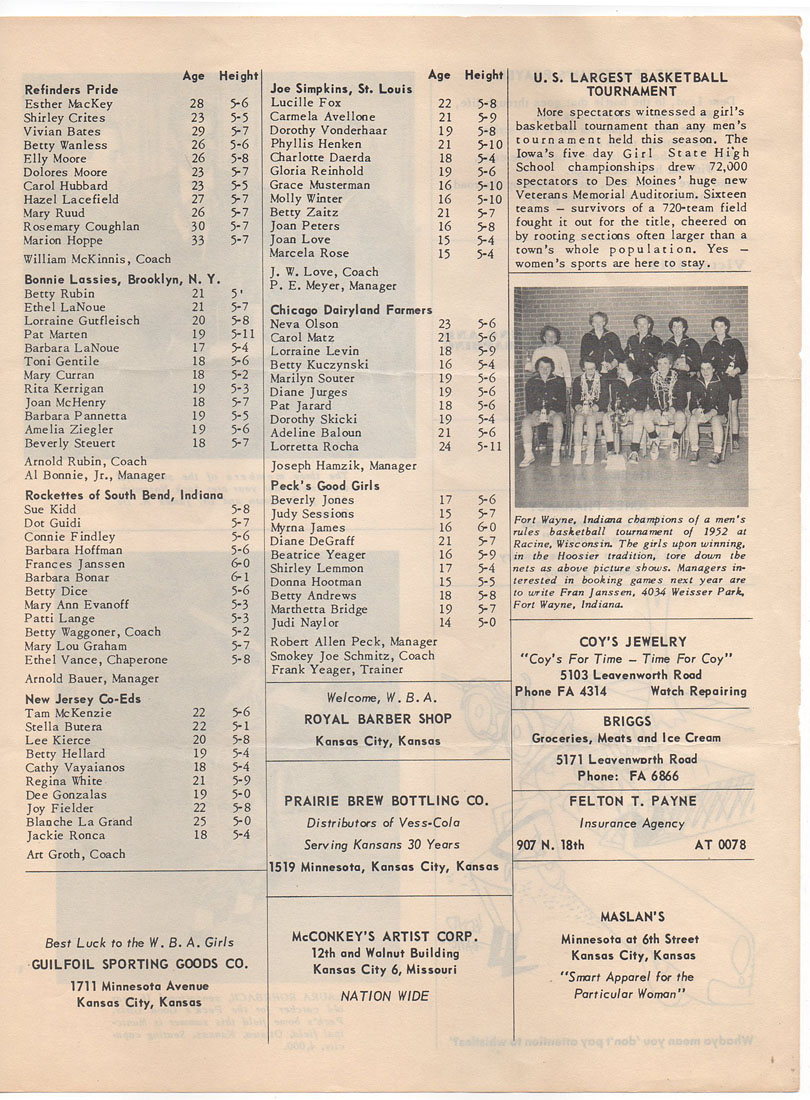 Age Height
Refinders Pride
Esther MacKey 28 5-6
Shirley Crites 23 5-5
Vivian Bates 29 5-7
Betty Wanless 26 5-6
Elly Moore 26 5-8
Dolores Moore 23 5-7
Carol Hubbard 23 5-5
Hazel Lacefield 27 5-7
Mary Ruud 26 5-7
Rosemary Coughlan 30 5-7
Marion Hoppe 33 5-7
William McKinnis, Coach
Bonnie Lassies, Brooklyn, N. Y.
Betty Rubin 21 5'
Ethel LaNoue 21 5-7
Lorraine Gutfleisch 20 5-8
Pat Marten 19 5-11
Barbara LaNoue 17 5-4
Toni Gentile 18 5-6
Mary Curran 18 5-2
Rita Kerrigan 19 5-3
Joan McHenry 18 5-7
Barbara Pannetta 19 5-5
Amelia Ziegler 19 5-6
Beverly Steuert 18 5-7
Arnold Rubin, Coach
Al Bonnie, Jr., Manager
Rockettes of South Bend, Indiana
Sue Kidd 5-8
Dot Guidi 5-7
Connie Findley 5-6
Barbara Hoffman 5-6
Frances Janssen 6-0
Barbara Bonar 6-1
Betty Dice 5-6
Mary Ann Evanoff 5-3
Patti Lange 5-3
Betty Waggoner, Coach 5-2
Mary Lou Graham 5-7
Ethel Vance, Chaperone 5-8
Arnold Bauer, Manager
New Jersey Co-Eds
Tam McKenzie 22 5-6
Stella Butera 22 5-1
Lee Kierce 20 5-8
Betty Hellard 19 5-4
Cathy Vayaianos 18 5-4
Regina White 21 5-9
Dee Gonzalas 19 5-0
Joy Fielder 22 5-8
Blanche La Grand 25 5-0
Jackie Ronca 18 5-4
Art Groth, Coach
Best Luck to the W. B. A. Girls
GUILFOIL SPORTING GOODS CO.
1711 Minnesota Avenue
Kansas City, Kansas
Age Height
Joe Simpkins, St. Louis
Lucille Fox 22 5-8
Carmela Avellone 21 5-9
Dorothy Vonderhaar 19 5-8
Phyllis Henken 21 5-10
Charlotte Daerda 18 5-4
Gloria Reinhold 19 5-6
Grace Musterman 16 5-10
Molly Winter 16 5-10
Betty Zaitz 21 5-7
Joan Peters 16 5-8
Joan Love 15 5-4
Marcela Rose 15 5-4
J. W. Love, Coach
P. E. Meyer, Manager
Chicago Dairyland Farmers
Neva Olson 23 5-6
Carol Matz 21 5-6
Lorraine Levin 18 5-9
Betty Kuczynski 16 5-4
Marilyn Souter 19 5-6
Diane Jurges 19 5-6
Pat Jarard 18 5-6
Dorothy Skicki 19 5-4
Adeline Baloun 21 5-6
Lorretta Rocha 24 5-11
Joseph Hamzik, Manager
Peck's Good Girls
Beverly Jones 17 5-6
Judy Sessions 15 5-7
Myrna James 16 6-0
Diane DeGraff 21 5-7
Beatrice Yeager 16 5-9
Shirley Lemmon 17 5-4
Donna Hootman 15 5-5
Betty Andrews 18 5-8
Marthetta Bridge 19 5-7
Judi Naylor 14 5-0
Robert Allen Peck, Manager
Smokey Joe Schmitz, Coach
Frank Yeager, Trainer
Welcome, W. B. A.
ROYAL BARBER SHOP
Kansas City, Kansas
PRAIRIE BREW BOTTLING CO.
Distributors of Vess-Cola
Serving Kansans 30 Years
1519 Minnesota, Kansas City, Kansas
McCONKEY'S ARTIST CORP.
12th and Walnut Building
Kansas City 6, Missouri
NATION WIDE
U. S. LARGEST BASKETBALL
TOURNAMENT
More spectators witnessed a girl's
basketball tournament than any men's
tournament held this season. The
Iowa's five day Girl State High
School championships drew 72,000
spectators to Des Moines' huge new
Veterans Memorial Auditorium. Sixteen
teams – survivors of a 720-team field
fought it out for the title, cheered on
by rooting sections often larger than a
town's whole population. Yes –
women's sports are here to stay.
Fort Wayne, Indiana champions of a men's
rules basketball tournament of 1952 at
Racine, Wisconsin. The girls upon winning,
in the Hoosier tradition, tore down the
nets as above picture shows. Managers in-
terested in booking games next year are
to write Fran Janssen, 4034 Weisser Park,
Fort Wayne, Indiana.
COY'S JEWELRY
"Coy's For Time – Time For Coy"
5103 Leavenworth Road
Phone FA 4314 Watch Repairing
BRIGGS
Groceries, Meats and Ice Cream
5171 Leavenworth Road
Phone: FA 6866
FELTON T. PAYNE
Insurance Agency
907 N. 18th AT 0078
MASLAN'S
Minnesota at 6th Street
Kansas City, Kansas
"Smart Apparel for the
Particular Woman"